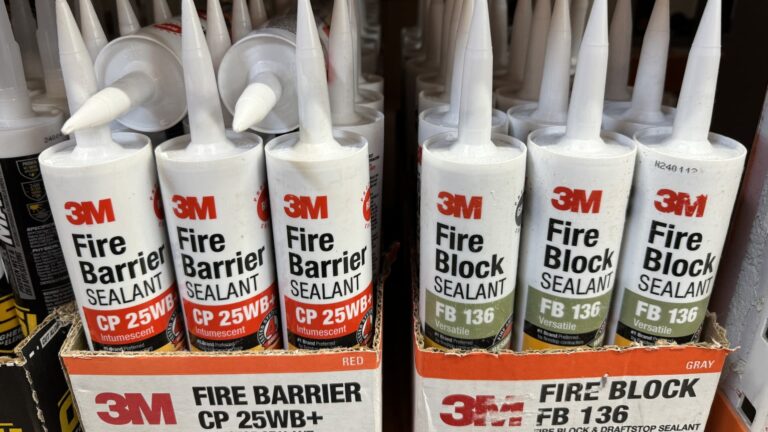 3M
Fire
Barrier
SEALANT
CP 25WB+
Intumescent
3M
Fire
Barrier
SEALANT
CP 25WB+
Intumescent
3M
Fire
Barrier
SEALANT
CP 25WB+
Intumescent
3M
Fire
Block
SEALANT
FB 136
Versatile
3M
Fire
Block
SEALANT
FB 136
Versatile
3M
Fire
Block
SEALANT
FB 136
Versatile
RED
3M
FIRE BARRIER
CP 25WB+
GRAY
3M
FIRE BLOCK
FB 136
FIRE BLOCK & DRAFTSTOP SEALANT